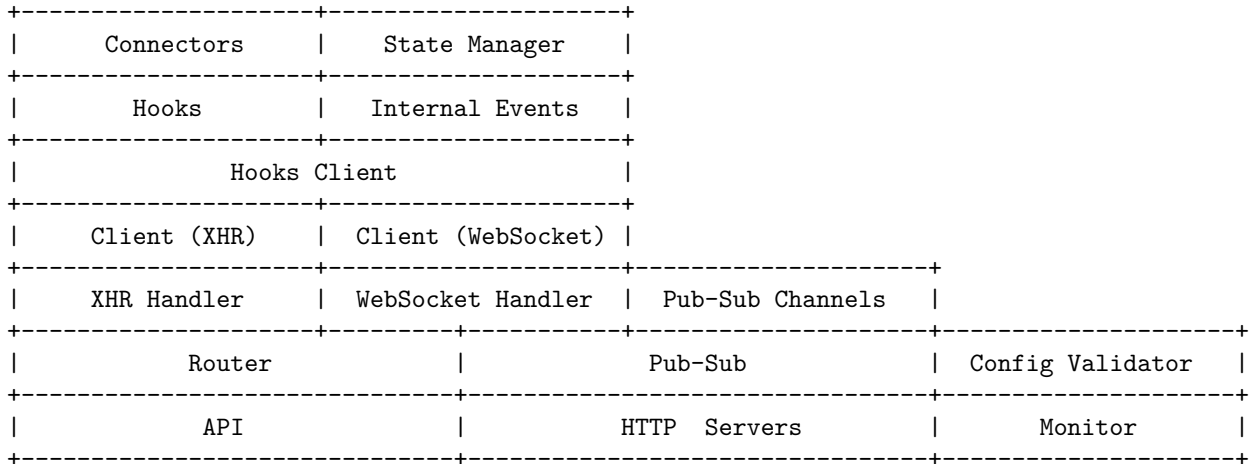 Connectors State Manager
Hooks Internal Events
Hooks Client
Client (XHR) Client (WebSocket)
XHR Handler WebSocket Handler Pub-Sub Channels
Router Pub-Sub Config Validator
API HTTP Servers Monitor